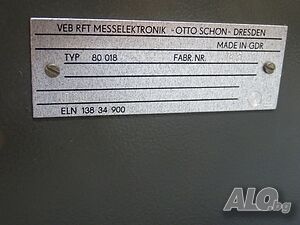 VEB RFT MESSELEKTRONIK -OTTO SCHÖN- DRESDEN
MADE IN GDR
TYP 80 018 FABR. NR.
ELN 138 34 900
ALO.bg